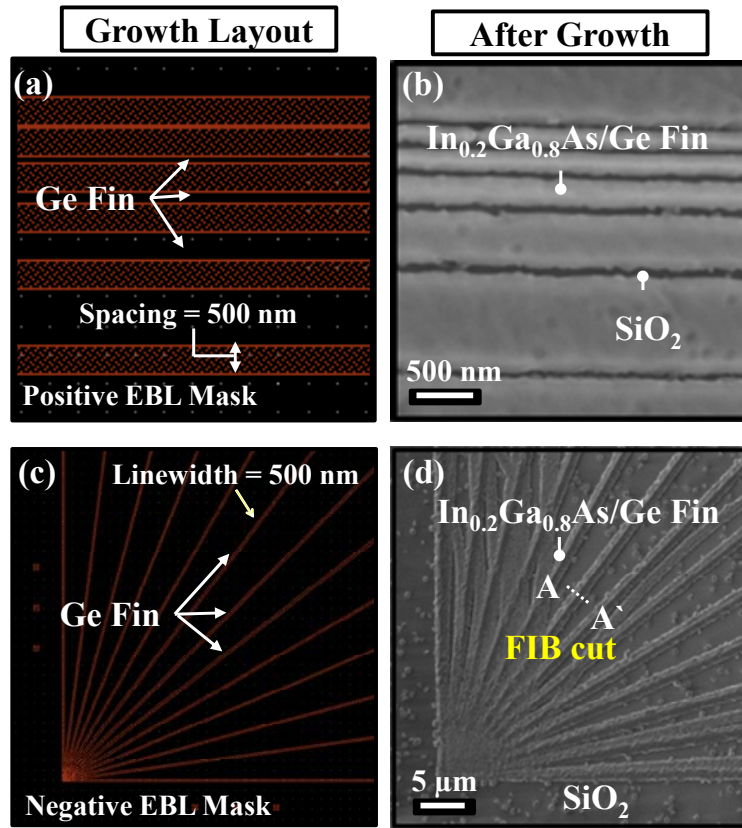 Growth Layout
After Growth
(a)
Ge Fin
Spacing = 500 nm
Positive EBL Mask
(b)
In₀.₂Ga₀.₈As/Ge Fin
SiO₂
500 nm
(c)
Linewidth = 500 nm
Ge Fin
Negative EBL Mask
(d)
In₀.₂Ga₀.₈As/Ge Fin
A
A'
FIB cut
5 µm
SiO₂